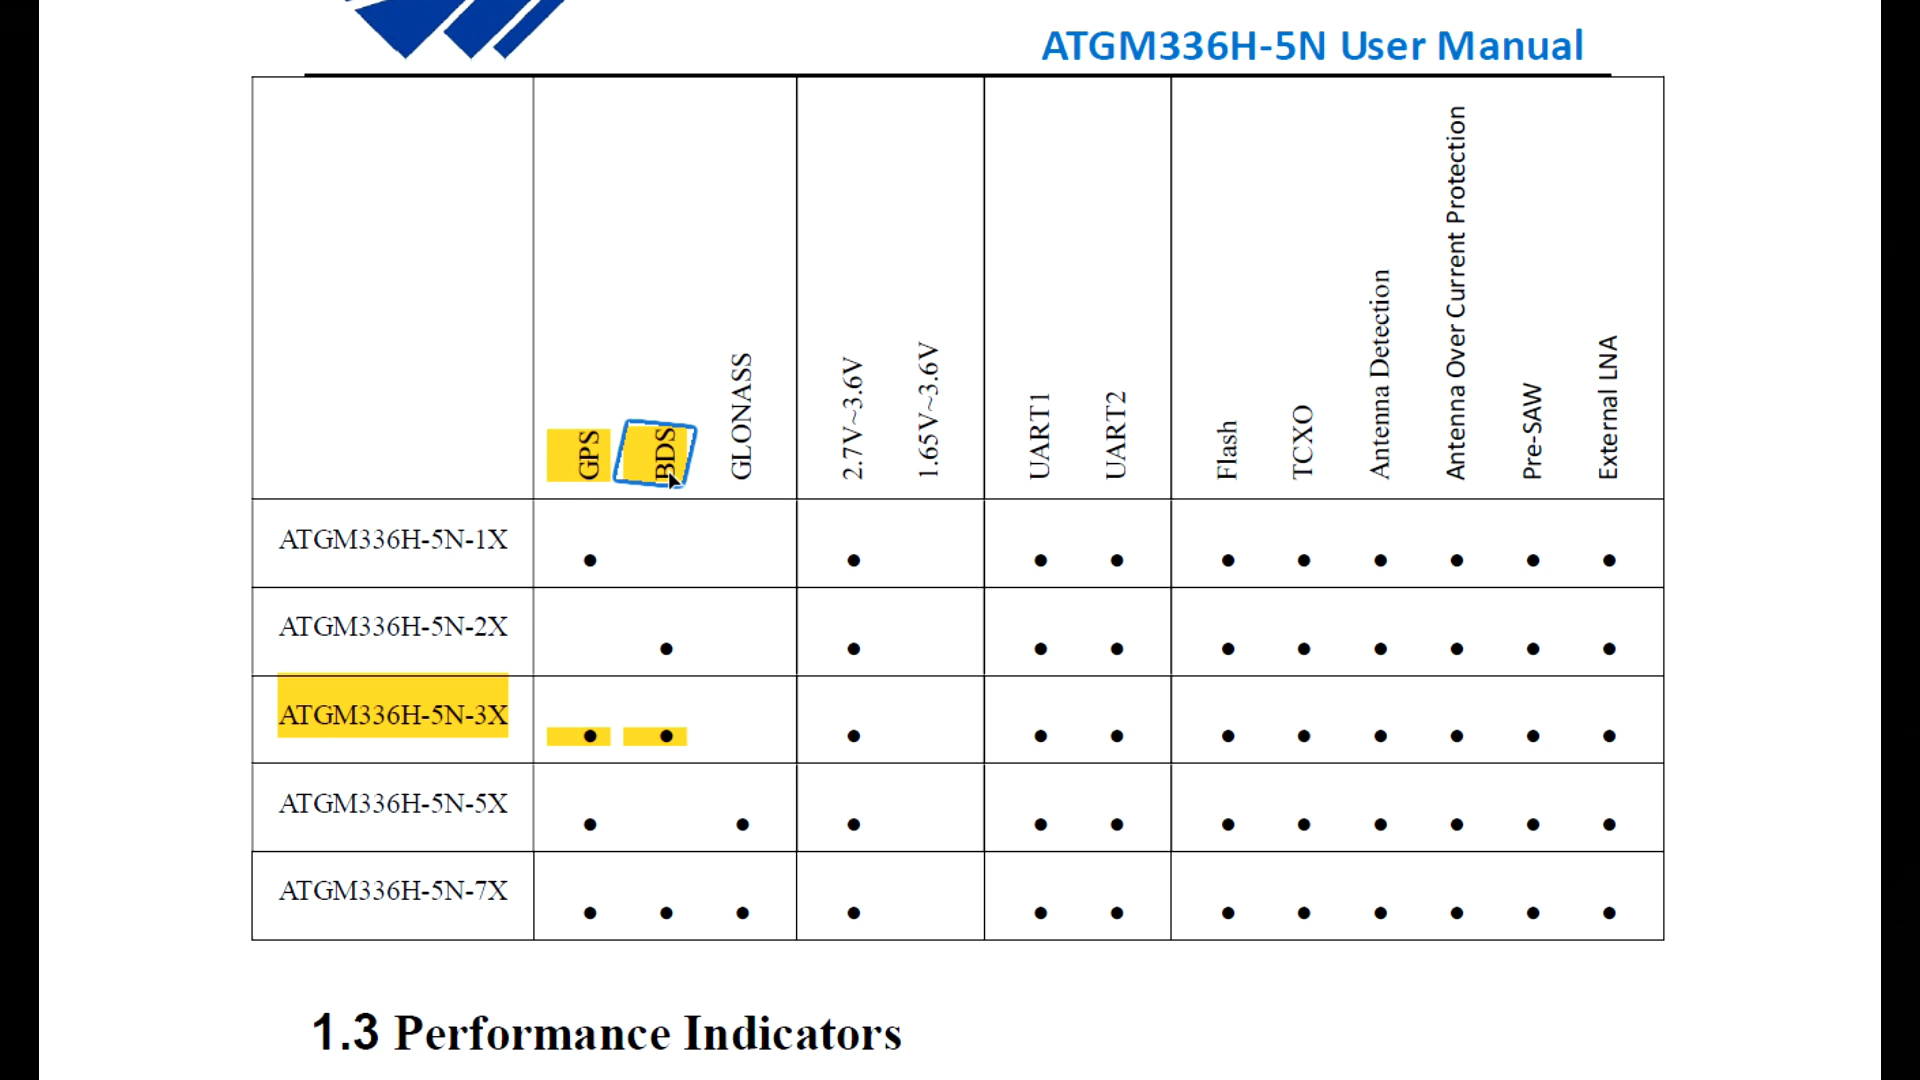 ATGM336H-5N User Manual
GPS
BDS
GLONASS
2.7V~3.6V
1.65V~3.6V
UART1
UART2
Flash
TCXO
Antenna Detection
Antenna Over Current Protection
Pre-SAW
External LNA
ATGM336H-5N-1X ● ● ● ● ● ● ● ● ● ●
ATGM336H-5N-2X ● ● ● ● ● ● ● ● ● ●
ATGM336H-5N-3X ● ● ● ● ● ● ● ● ● ● ●
ATGM336H-5N-5X ● ● ● ● ● ● ● ● ● ● ●
ATGM336H-5N-7X ● ● ● ● ● ● ● ● ● ● ● ●
1.3 Performance Indicators